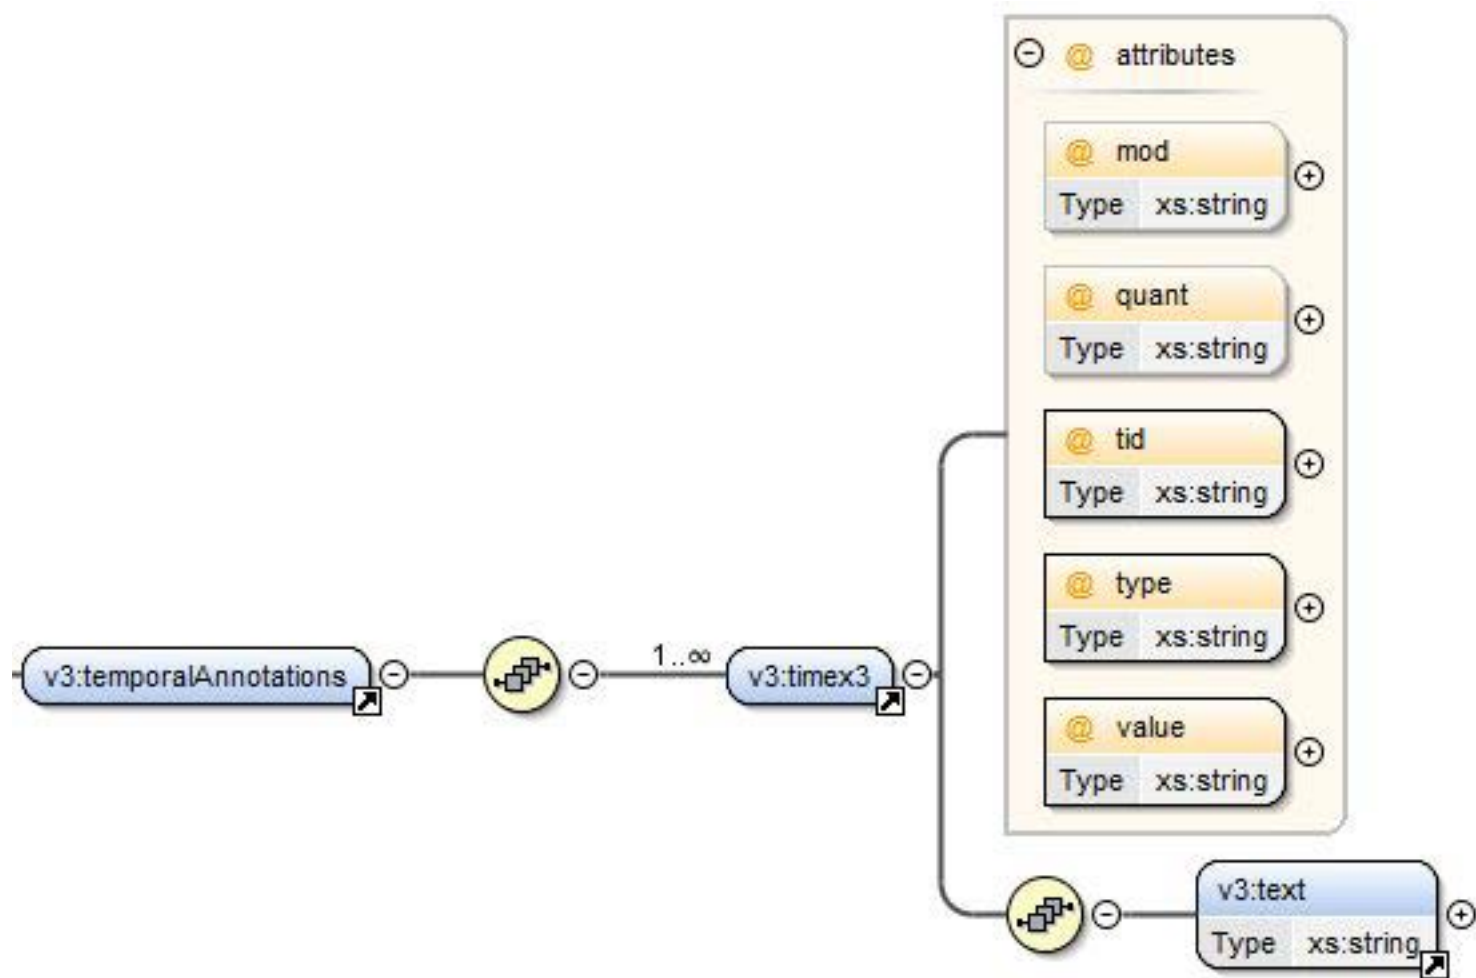 @ attributes
@ mod
Type xs:string
@ quant
Type xs:string
@ tid
Type xs:string
@ type
Type xs:string
@ value
Type xs:string
v3:temporalAnnotations
1..∞
v3:timex3
v3:text
Type xs:string